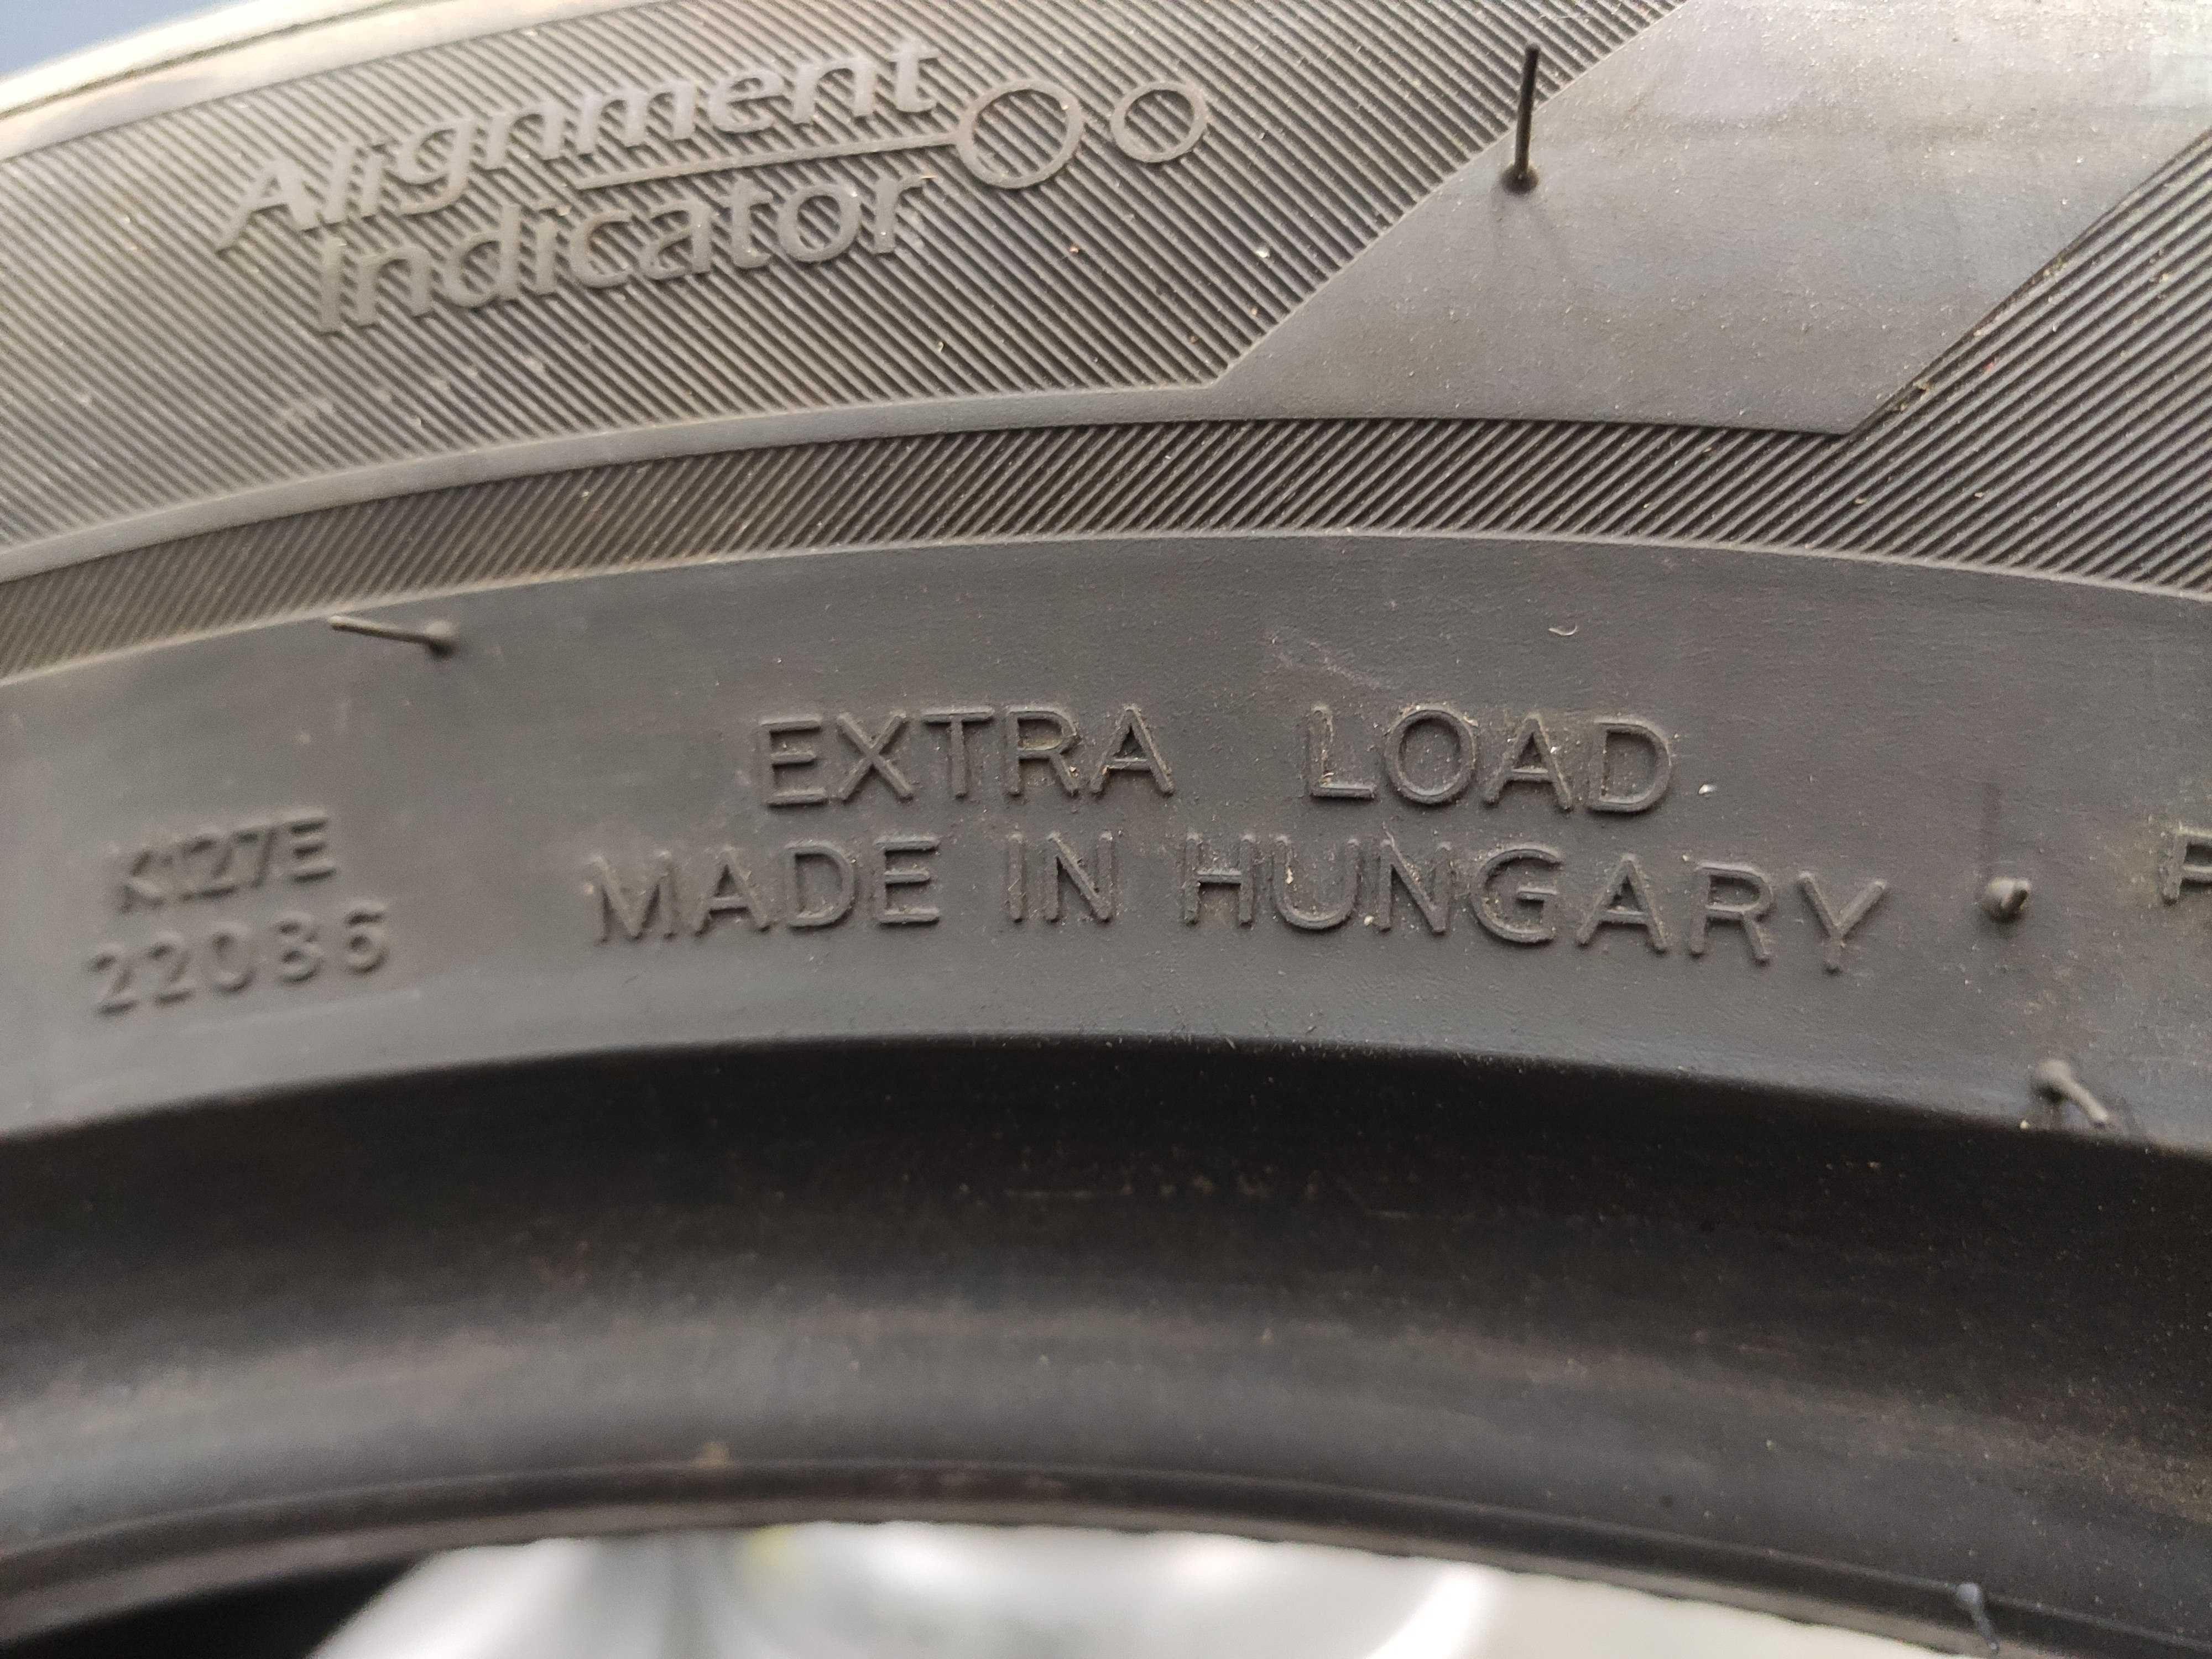 Alignment
Indicator
EXTRA LOAD
MADE IN HUNGARY
K127E
22086